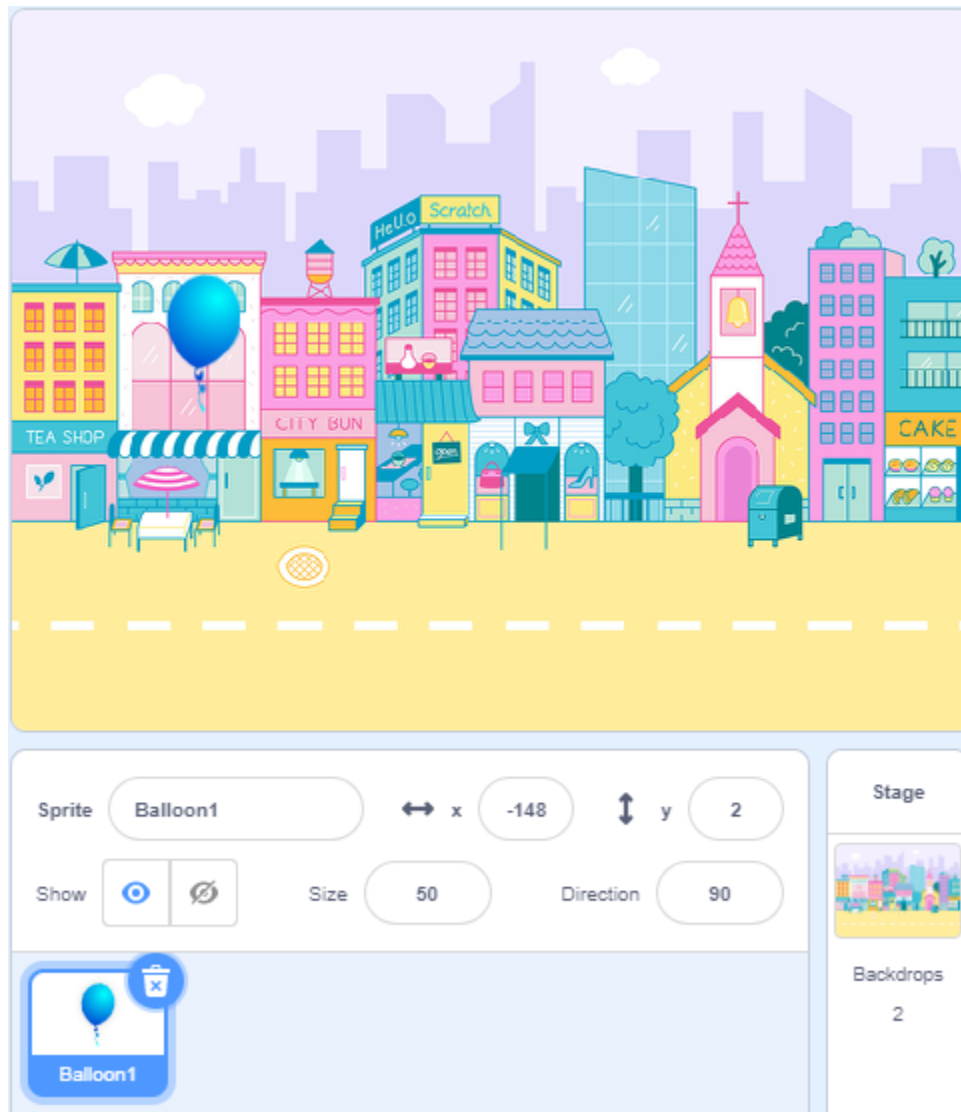 Scratch
Hello
TEA SHOP
CITY BUN
open
CAKE
Sprite Balloon1 x -148 y 2
Show Size 50 Direction 90
Stage
Backdrops
2
Balloon1